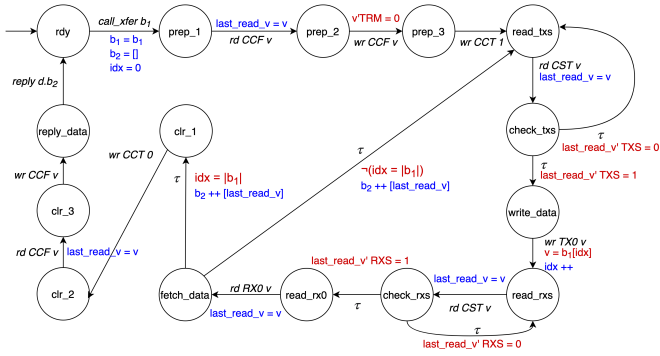 call_xfer b₁
rdy
b₁ = b₁
b₂ = []
idx = 0
prep_1
last_read_v = v
rd CCF v
prep_2
v'TRM = 0
wr CCF v
prep_3
wr CCT 1
read_txs
rd CST v
last_read_v = v
reply d.b₂
reply_data
clr_1
check_txs
τ
last_read_v' TXS = 0
τ
last_read_v' TXS = 1
wr CCT 0
τ
idx = |b₁|
b₂ ++ [last_read_v]
τ
¬(idx = |b₁|)
b₂ ++ [last_read_v]
wr CCF v
clr_3
write_data
wr TX0 v
v = b₁[idx]
idx ++
rd CCF v
last_read_v = v
clr_2
fetch_data
rd RX0 v
last_read_v = v
read_rx0
last_read_v' RXS = 1
τ
check_rxs
last_read_v = v
rd CST v
read_rxs
τ
last_read_v' RXS = 0